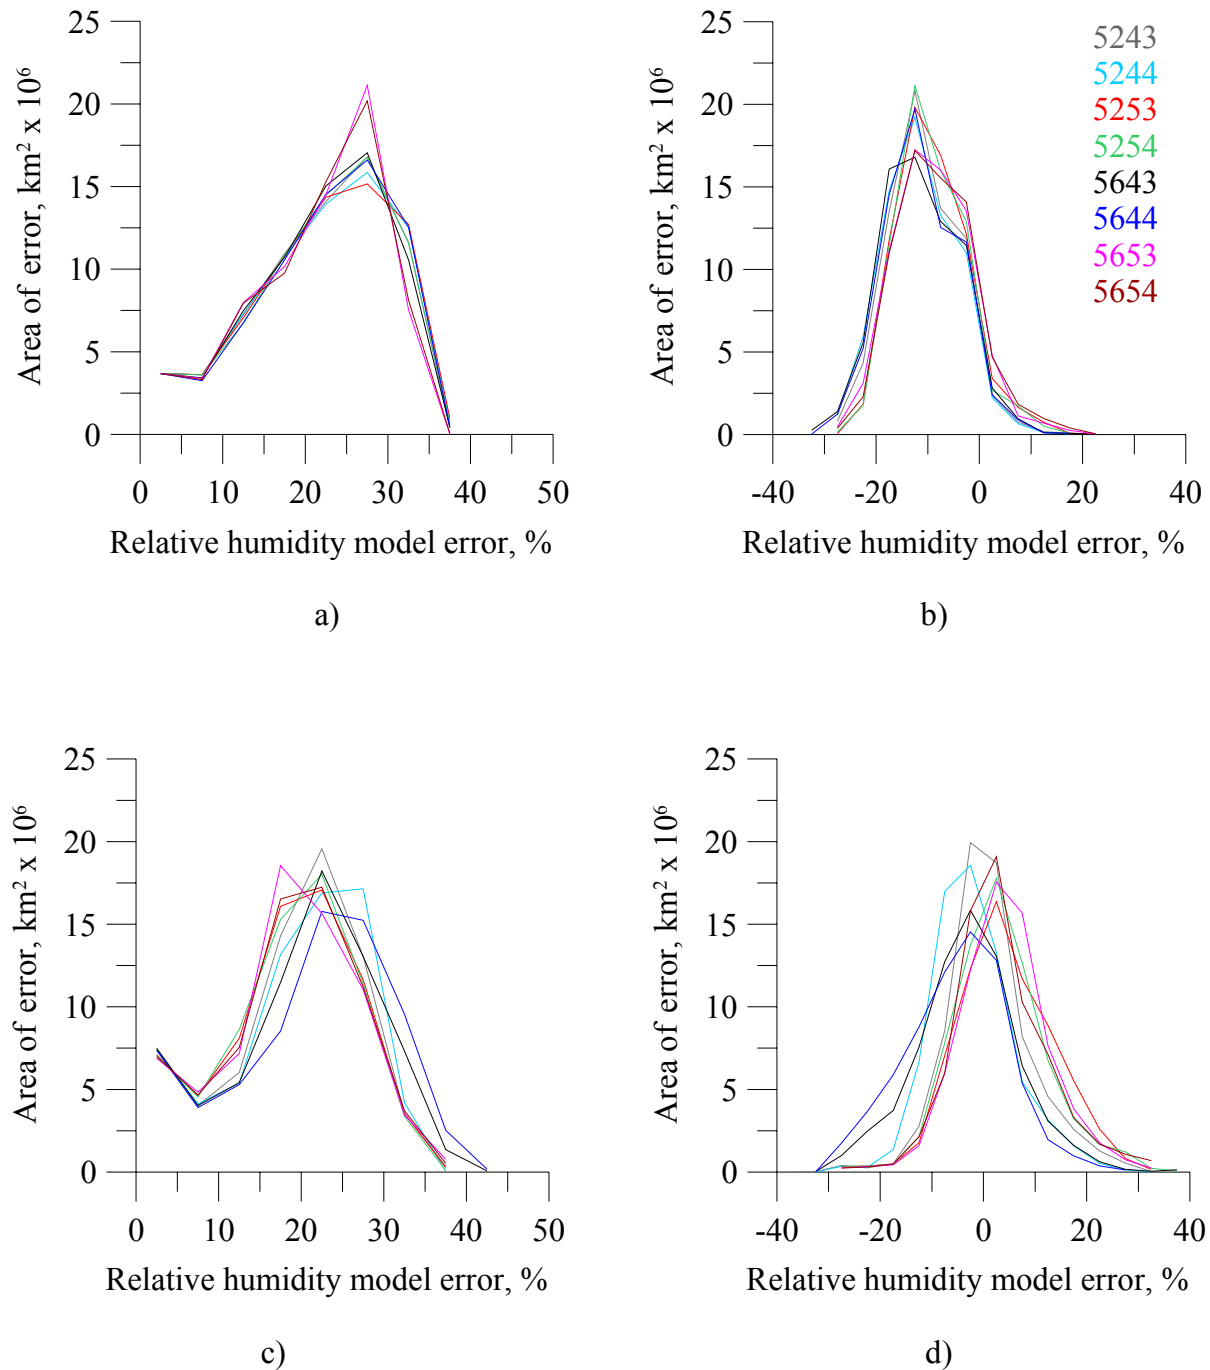 25
20
15
10
5
0
0 10 20 30 40 50
Area of error, km² x 10⁶
Relative humidity model error, %
a)
25
20
15
10
5
0
-40 -20 0 20 40
Area of error, km² x 10⁶
Relative humidity model error, %
5243
5244
5253
5254
5643
5644
5653
5654
b)
25
20
15
10
5
0
0 10 20 30 40 50
Area of error, km² x 10⁶
Relative humidity model error, %
c)
25
20
15
10
5
0
-40 -20 0 20 40
Area of error, km² x 10⁶
Relative humidity model error, %
d)